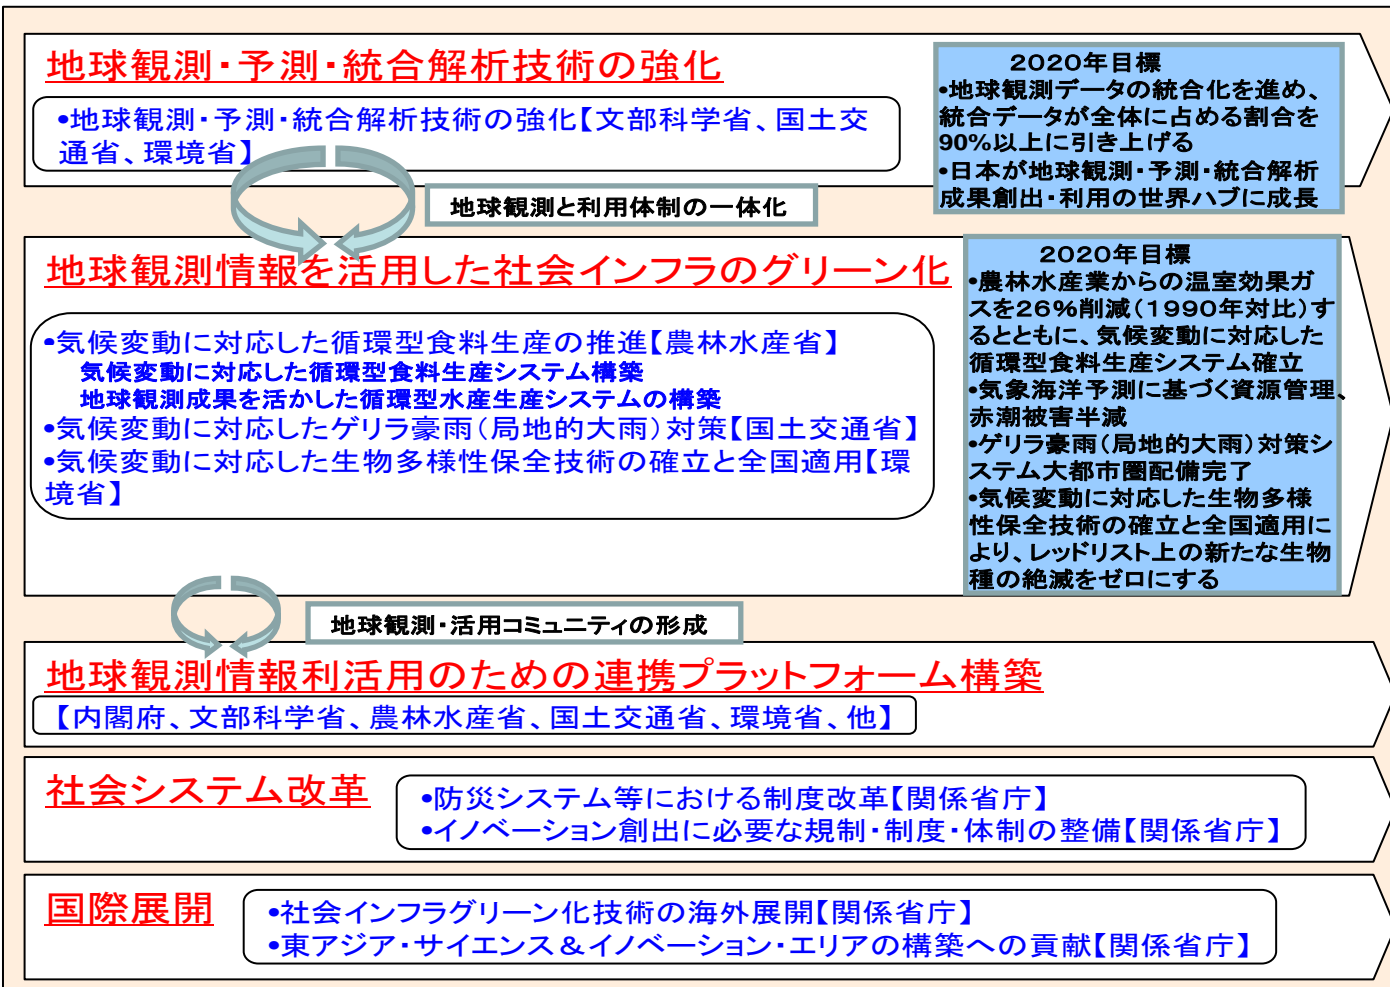 地球観測・予測・統合解析技術の強化
•地球観測・予測・統合解析技術の強化【文部科学省、国土交
通省、環境省】
2020年目標
•地球観測データの統合化を進め、
統合データが全体に占める割合を
90%以上に引き上げる
•日本が地球観測・予測・統合解析
成果創出・利用の世界ハブに成長
地球観測と利用体制の一体化
地球観測情報を活用した社会インフラのグリーン化
•気候変動に対応した循環型食料生産の推進【農林水産省】
気候変動に対応した循環型食料生産システム構築
地球観測成果を活かした循環型水産生産システムの構築
•気候変動に対応したゲリラ豪雨(局地的大雨)対策【国土交通省】
•気候変動に対応した生物多様性保全技術の確立と全国適用【環
境省】
2020年目標
•農林水産業からの温室効果ガ
スを26%削減(1990年対比)す
るとともに、気候変動に対応した
循環型食料生産システム確立
•気象海洋予測に基づく資源管理、
赤潮被害半減
•ゲリラ豪雨(局地的大雨)対策シ
ステム大都市圏配備完了
•気候変動に対応した生物多様
性保全技術の確立と全国適用に
より、レッドリスト上の新たな生物
種の絶滅をゼロにする
地球観測・活用コミュニティの形成
地球観測情報利活用のための連携プラットフォーム構築
【内閣府、文部科学省、農林水産省、国土交通省、環境省、他】
社会システム改革
•防災システム等における制度改革【関係省庁】
•イノベーション創出に必要な規制・制度・体制の整備【関係省庁】
国際展開
•社会インフラグリーン化技術の海外展開【関係省庁】
•東アジア・サイエンス&イノベーション・エリアの構築への貢献【関係省庁】